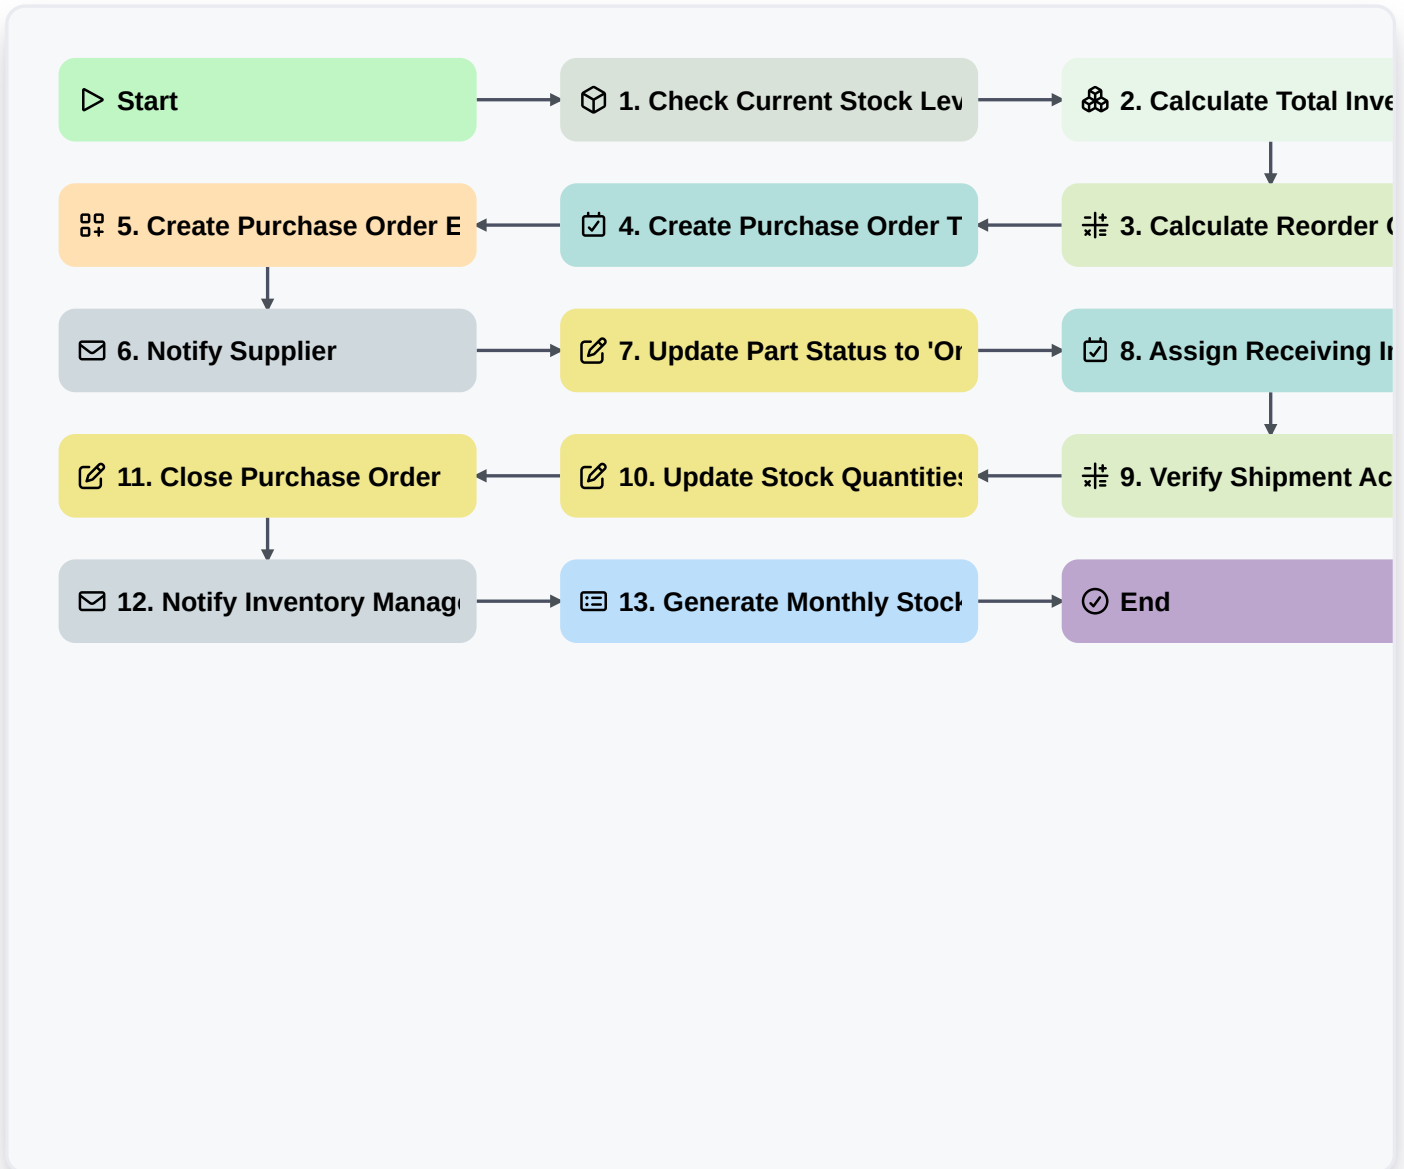 Start
1. Check Current Stock Lev
2. Calculate Total Inve
5. Create Purchase Order E
4. Create Purchase Order T
3. Calculate Reorder
6. Notify Supplier
7. Update Part Status to 'Or
8. Assign Receiving In
11. Close Purchase Order
10. Update Stock Quantities
9. Verify Shipment Ac
12. Notify Inventory Manage
13. Generate Monthly Stock
End